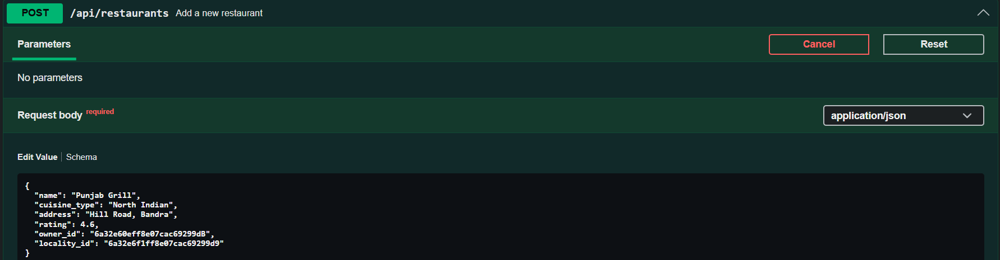 POST /api/restaurants Add a new restaurant
Parameters
Cancel
Reset
No parameters
Request body required
application/json
Edit Value | Schema
{
  "name": "Punjab Grill",
  "cuisine_type": "North Indian",
  "address": "Hill Road, Bandra",
  "rating": 4.6,
  "owner_id": "6a32e60eff8e07cac69299dB",
  "locality_id": "6a32e6f1ff8e07cac69299d9"
}